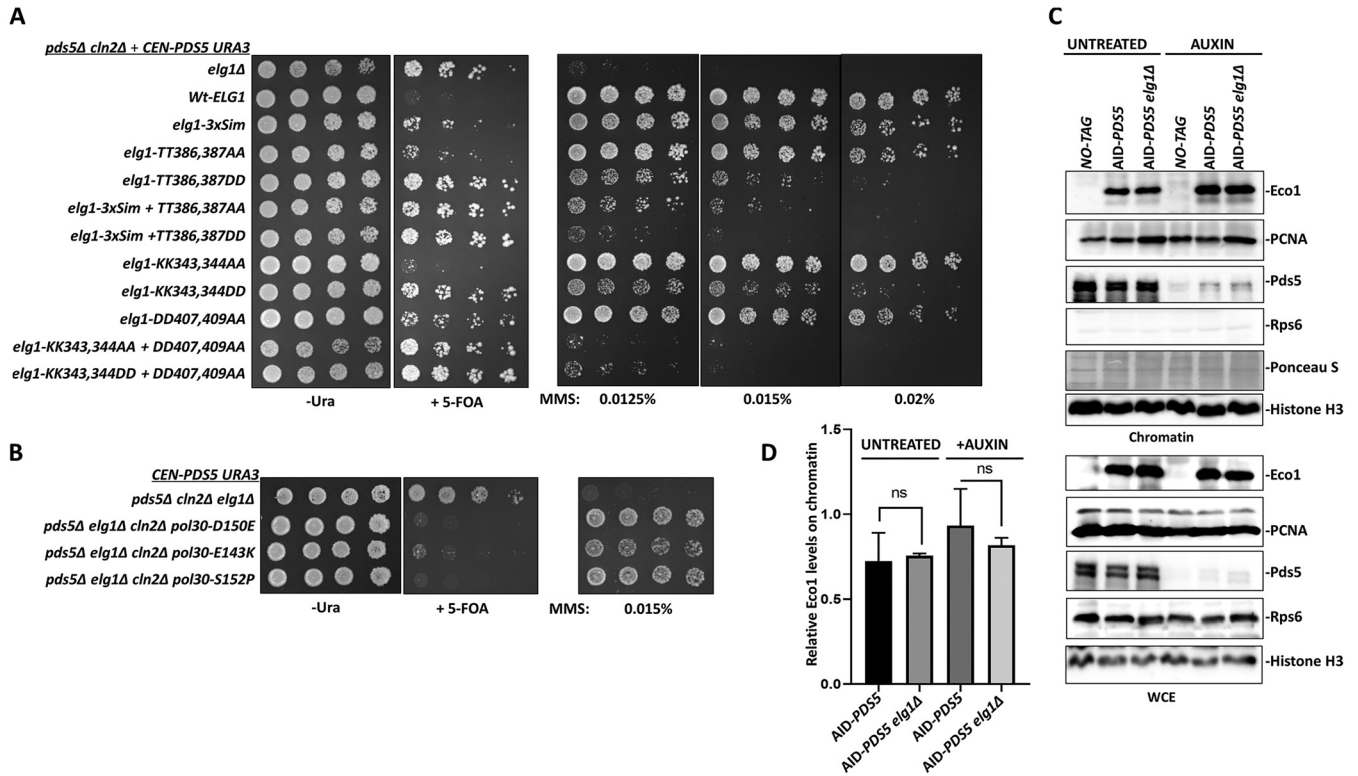 A
pds5Δ cln2Δ + CEN-PDS5 URA3
elg1Δ
Wt-ELG1
elg1-3xSim
elg1-TT386,387AA
elg1-TT386,387DD
elg1-3xSim + TT386,387AA
elg1-3xSim +TT386,387DD
elg1-KK343,344AA
elg1-KK343,344DD
elg1-DD407,409AA
elg1-KK343,344AA + DD407,409AA
elg1-KK343,344DD + DD407,409AA
-Ura
+ 5-FOA
MMS: 0.0125% 0.015% 0.02%
B
CEN-PDS5 URA3
pds5Δ cln2Δ elg1Δ
pds5Δ elg1Δ cln2Δ pol30-D150E
pds5Δ elg1Δ cln2Δ pol30-E143K
pds5Δ elg1Δ cln2Δ pol30-S152P
-Ura
+ 5-FOA
MMS: 0.015%
C
UNTREATED AUXIN
NO-TAG
AID-PDS5
AID-PDS5 elg1Δ
NO-TAG
AID-PDS5
AID-PDS5 elg1Δ
-Eco1
-PCNA
-Pds5
-Rps6
-Ponceau S
-Histone H3
Chromatin
-Eco1
-PCNA
-Pds5
-Rps6
-Histone H3
WCE
D
Relative Eco1 levels on chromatin
1.5
1.0
0.5
0.0
UNTREATED +AUXIN
ns
ns
AID-PDS5
AID-PDS5 elg1Δ
AID-PDS5
AID-PDS5 elg1Δ